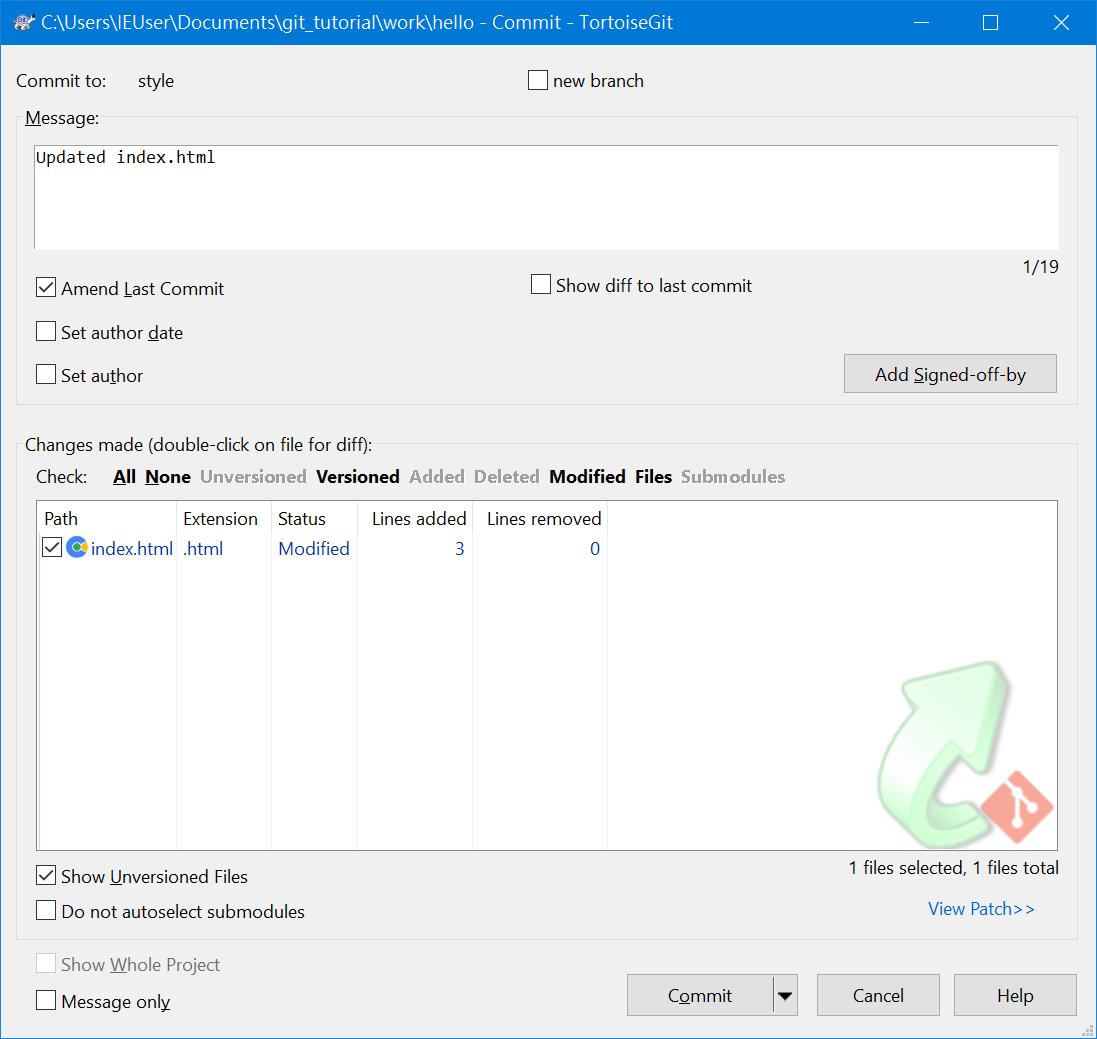 C:\Users\IEUser\Documents\git_tutorial\work\hello - Commit - TortoiseGit
Commit to: style new branch
Message:
Updated index.html
1/19
Amend Last Commit Show diff to last commit
Set author date
Set author Add Signed-off-by
Changes made (double-click on file for diff):
Check: All None Unversioned Versioned Added Deleted Modified Files Submodules
Path Extension Status Lines added Lines removed
index.html .html Modified 3 0
1 files selected, 1 files total
Show Unversioned Files
Do not autoselect submodules View Patch>>
Show Whole Project
Message only Commit Cancel Help